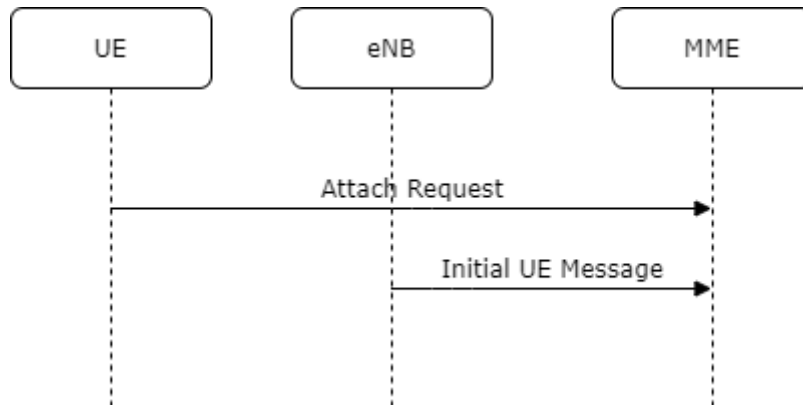 UE
eNB
MME
Attach Request
Initial UE Message